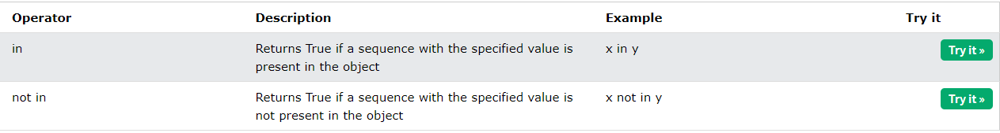 Operator Description Example Try it
in Returns True if a sequence with the specified value is x in y Try it »
present in the object
not in Returns True if a sequence with the specified value is x not in y Try it »
not present in the object